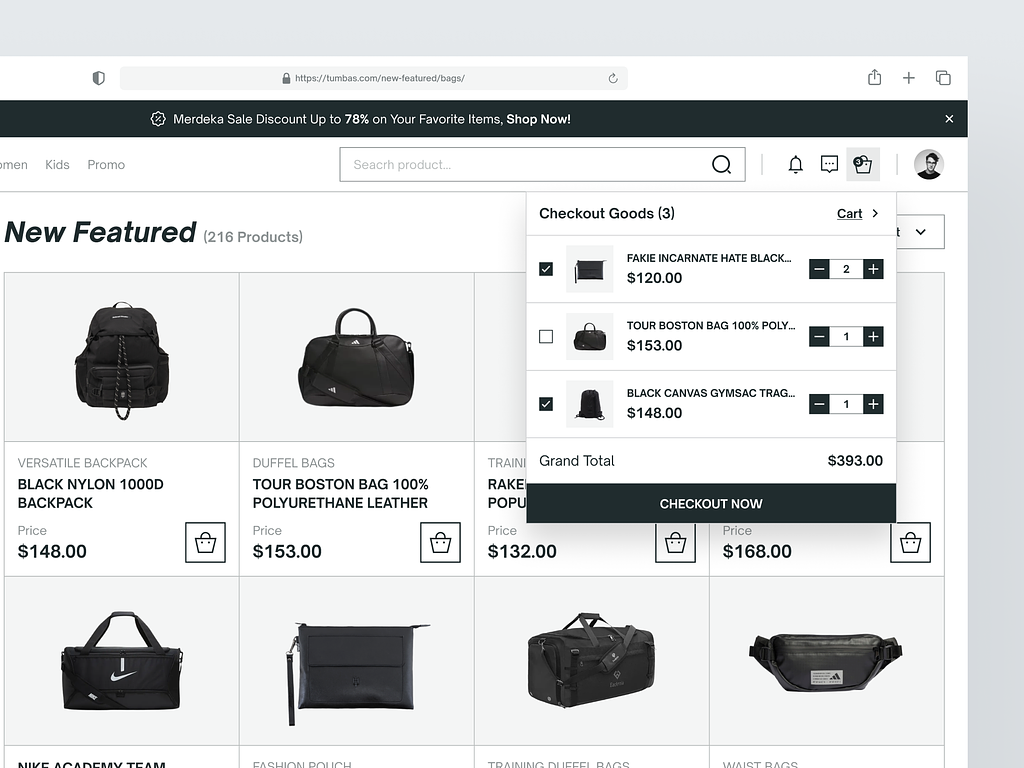 https://tumbas.com/new-featured/bags/
Merdeka Sale Discount Up to 78% on Your Favorite Items, Shop Now!
omen Kids Promo
Seacrh product...
3
Checkout Goods (3)
Cart
New Featured (216 Products)
t
FAKIE INCARNATE HATE BLACK...
$120.00
2
TOUR BOSTON BAG 100% POLY...
$153.00
1
BLACK CANVAS GYMSAC TRAG...
$148.00
1
Grand Total
$393.00
CHECKOUT NOW
VERSATILE BACKPACK
BLACK NYLON 1000D
BACKPACK
Price
$148.00
DUFFEL BAGS
TOUR BOSTON BAG 100%
POLYURETHANE LEATHER
Price
$153.00
TRAINI
RAKE
POPU
$132.00
Price
$168.00
NIKE ACADEMY TEAM
FASHION POUCH
TRAINING DUFFEL BAGS
WAIST BAGS